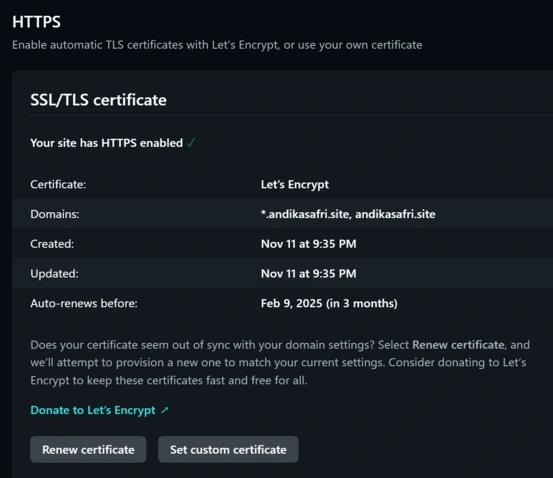 HTTPS
Enable automatic TLS certificates with Let's Encrypt, or use your own certificate
SSL/TLS certificate
Your site has HTTPS enabled ✓
Certificate: Let's Encrypt
Domains: *.andikasafri.site, andikasafri.site
Created: Nov 11 at 9:35 PM
Updated: Nov 11 at 9:35 PM
Auto-renews before: Feb 9, 2025 (in 3 months)
Does your certificate seem out of sync with your domain settings? Select Renew certificate, and
we'll attempt to provision a new one to match your current settings. Consider donating to Let's
Encrypt to keep these certificates fast and free for all.
Donate to Let's Encrypt ↗
Renew certificate Set custom certificate